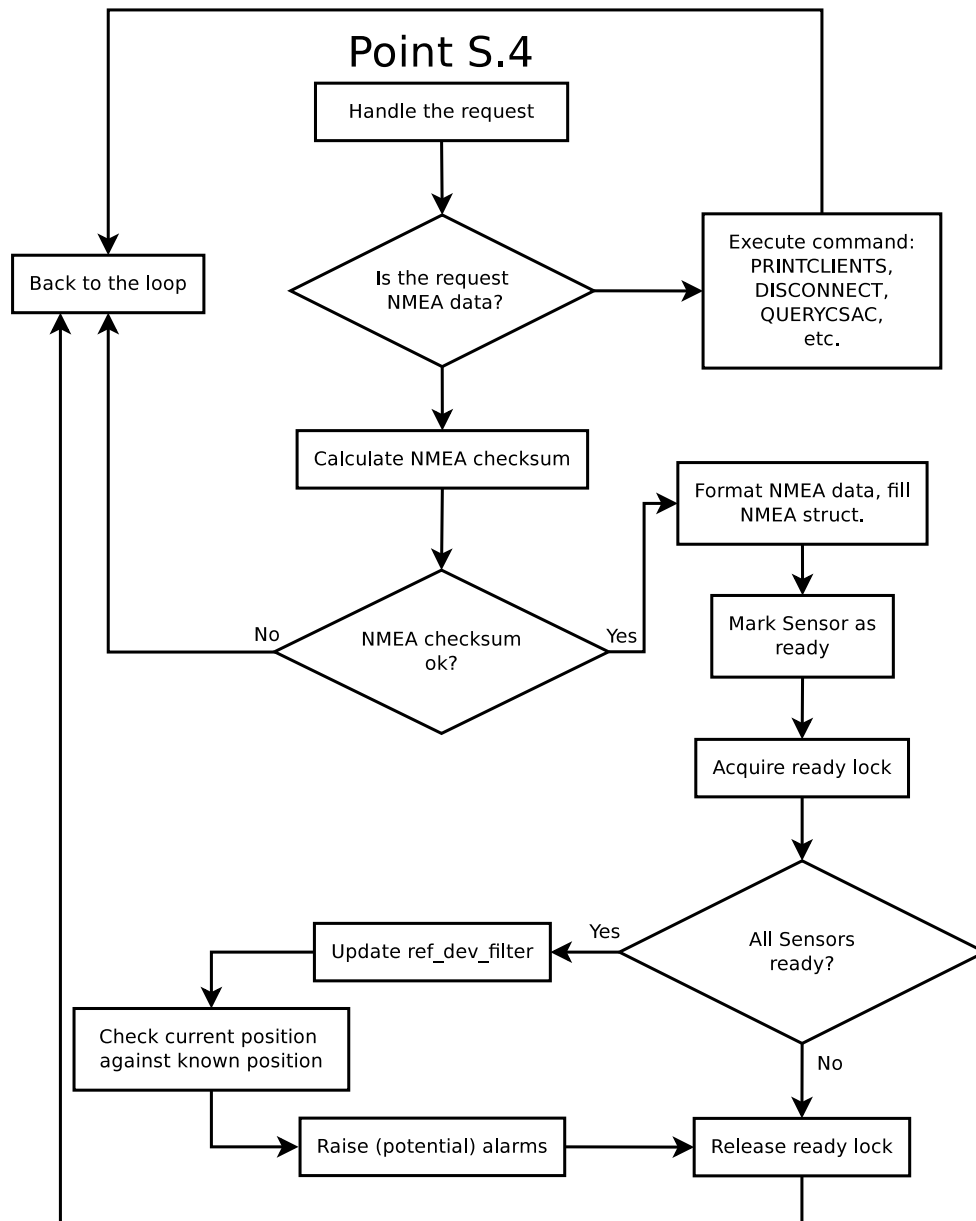 Point S.4
Handle the request
Back to the loop
Is the request
NMEA data?
Execute command:
PRINTCLIENTS,
DISCONNECT,
QUERYCSAC,
etc.
Calculate NMEA checksum
Format NMEA data, fill
NMEA struct.
No
NMEA checksum
ok?
Yes
Mark Sensor as
ready
Acquire ready lock
All Sensors
ready?
Yes
Update ref_dev_filter
Check current position
against known position
No
Raise (potential) alarms
Release ready lock